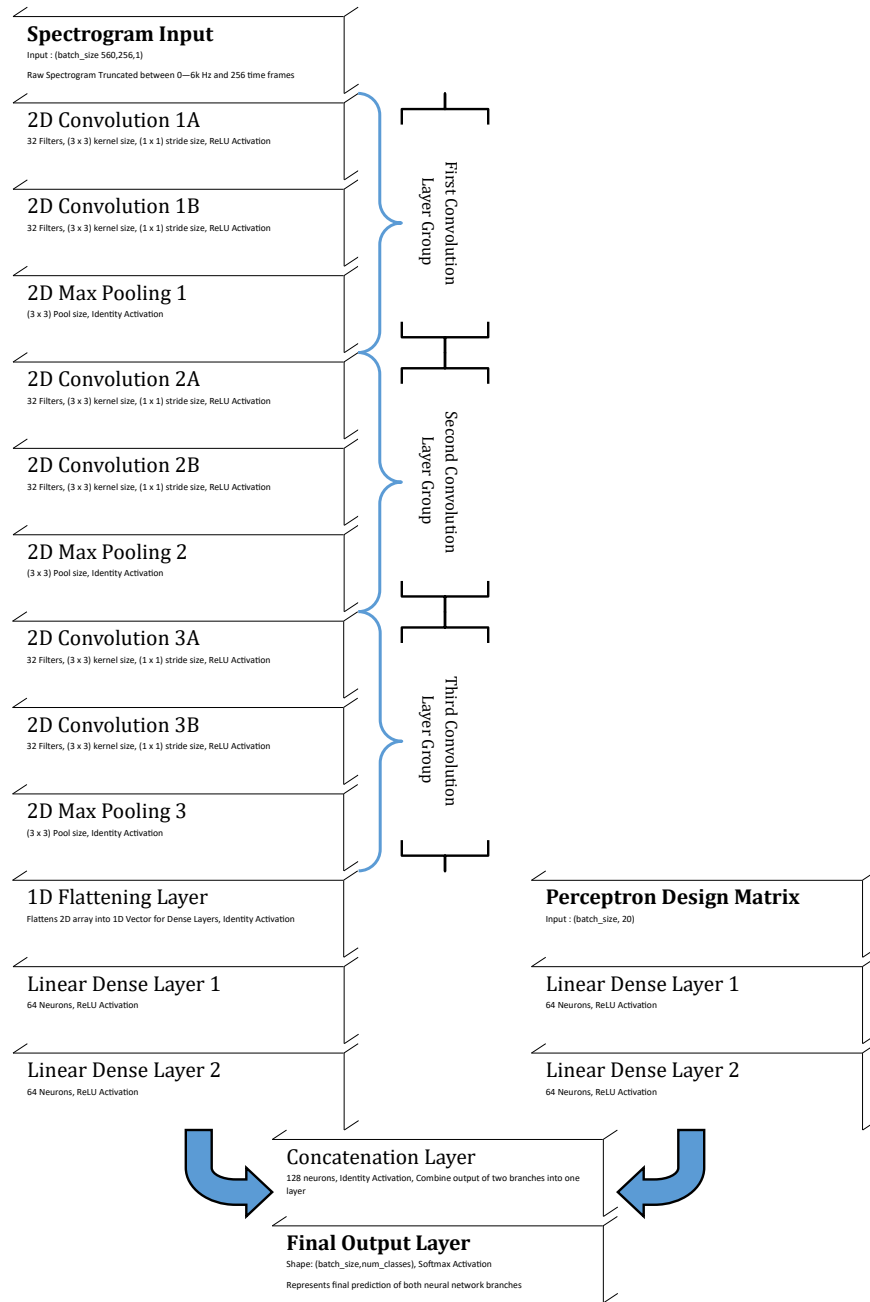 Spectrogram Input
Input : (batch_size 560,256,1)
Raw Spectrogram Truncated between 0—6k Hz and 256 time frames
2D Convolution 1A
32 Filters, (3 x 3) kernel size, (1 x 1) stride size, ReLU Activation
2D Convolution 1B
32 Filters, (3 x 3) kernel size, (1 x 1) stride size, ReLU Activation
2D Max Pooling 1
(3 x 3) Pool size, Identity Activation
First Convolution
Layer Group
2D Convolution 2A
32 Filters, (3 x 3) kernel size, (1 x 1) stride size, ReLU Activation
2D Convolution 2B
32 Filters, (3 x 3) kernel size, (1 x 1) stride size, ReLU Activation
2D Max Pooling 2
(3 x 3) Pool size, Identity Activation
Second Convolution
Layer Group
2D Convolution 3A
32 Filters, (3 x 3) kernel size, (1 x 1) stride size, ReLU Activation
2D Convolution 3B
32 Filters, (3 x 3) kernel size, (1 x 1) stride size, ReLU Activation
2D Max Pooling 3
(3 x 3) Pool size, Identity Activation
Third Convolution
Layer Group
1D Flattening Layer
Flattens 2D array into 1D Vector for Dense Layers, Identity Activation
Linear Dense Layer 1
64 Neurons, ReLU Activation
Linear Dense Layer 2
64 Neurons, ReLU Activation
Perceptron Design Matrix
Input : (batch_size, 20)
Linear Dense Layer 1
64 Neurons, ReLU Activation
Linear Dense Layer 2
64 Neurons, ReLU Activation
Concatenation Layer
128 neurons, Identity Activation, Combine output of two branches into one
layer
Final Output Layer
Shape: (batch_size,num_classes), Softmax Activation
Represents final prediction of both neural network branches